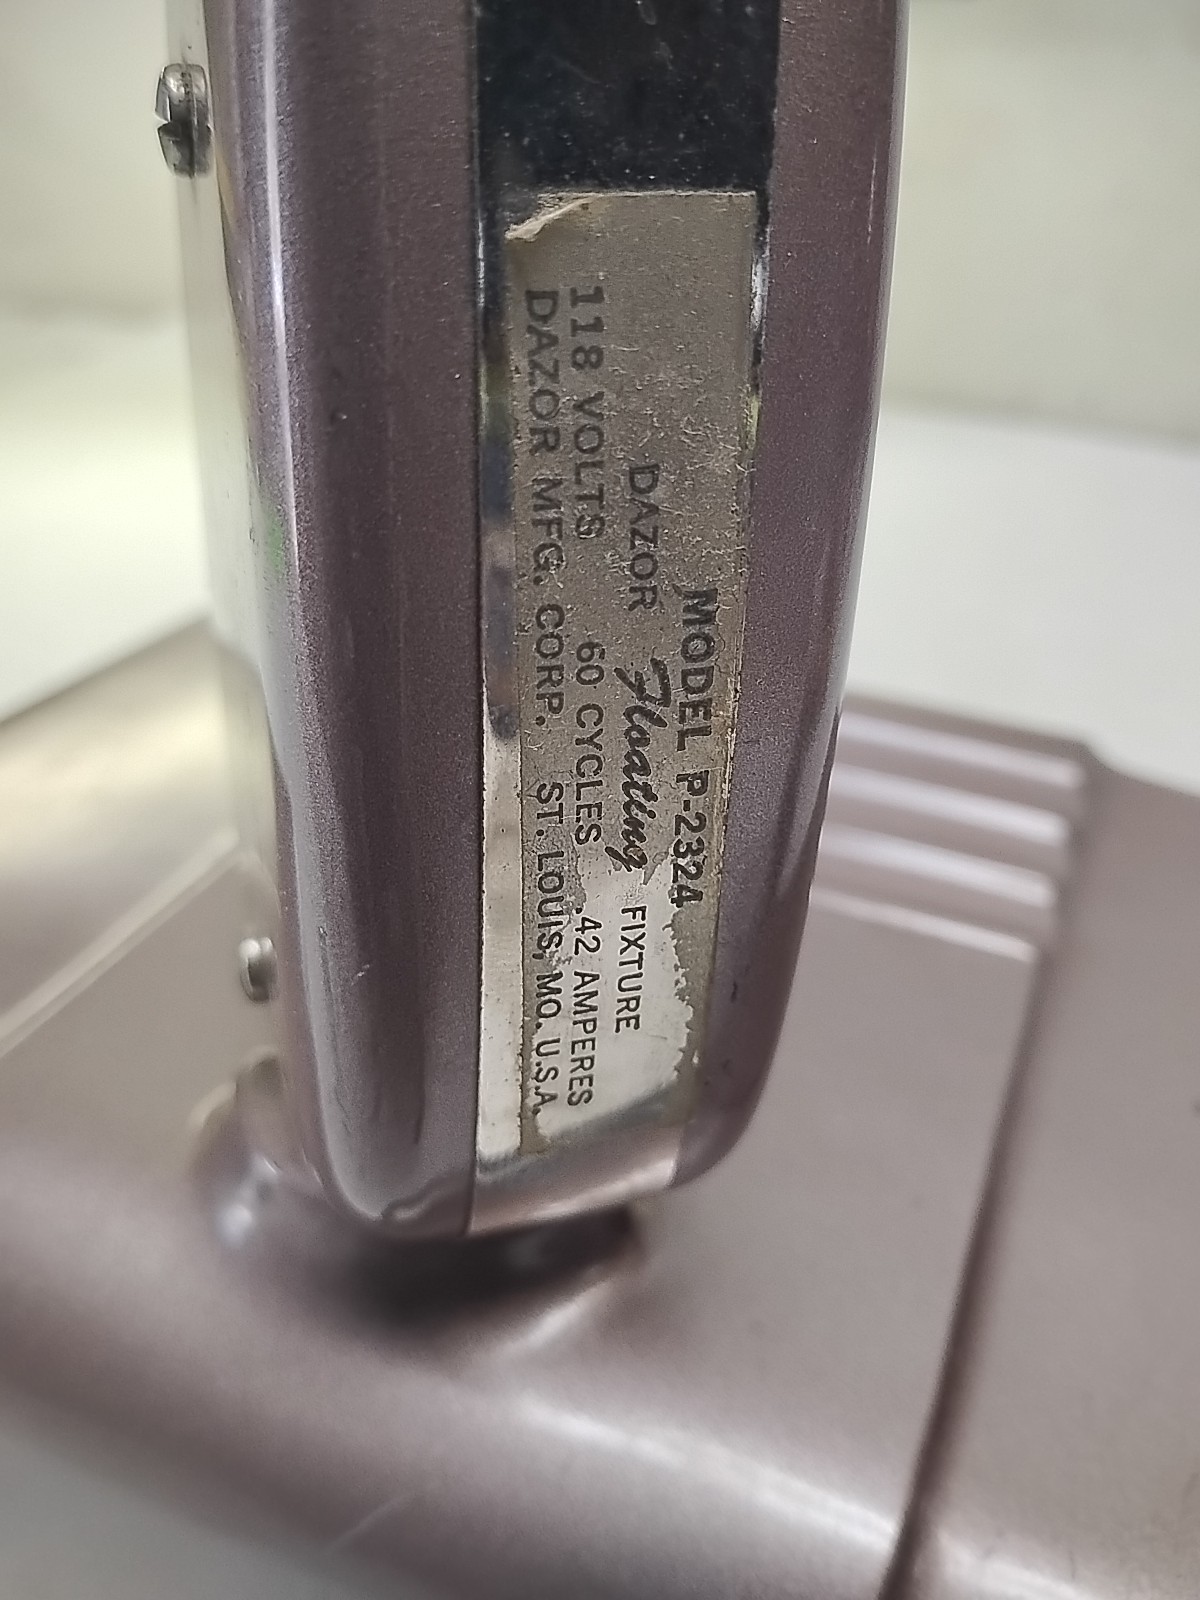 MODEL P-2324
DAZOR Floating FIXTURE
118 VOLTS 60 CYCLES .42 AMPERES
DAZOR MFG. CORP. ST. LOUIS, MO. U.S.A.